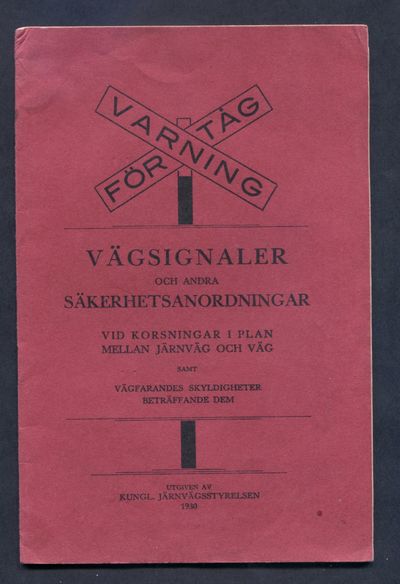 VARNING
FÖR TÅG
VÄGSIGNALER
OCH ANDRA
SÄKERHETSANORDNINGAR
VID KORSNINGAR I PLAN
MELLAN JÄRNVÄG OCH VÄG
SAMT
VÄGFARANDES SKYLDIGHETER
BETRÄFFANDE DEM
UTGIVEN AV
KUNGL. JÄRNVÄGSSTYRELSEN
1930